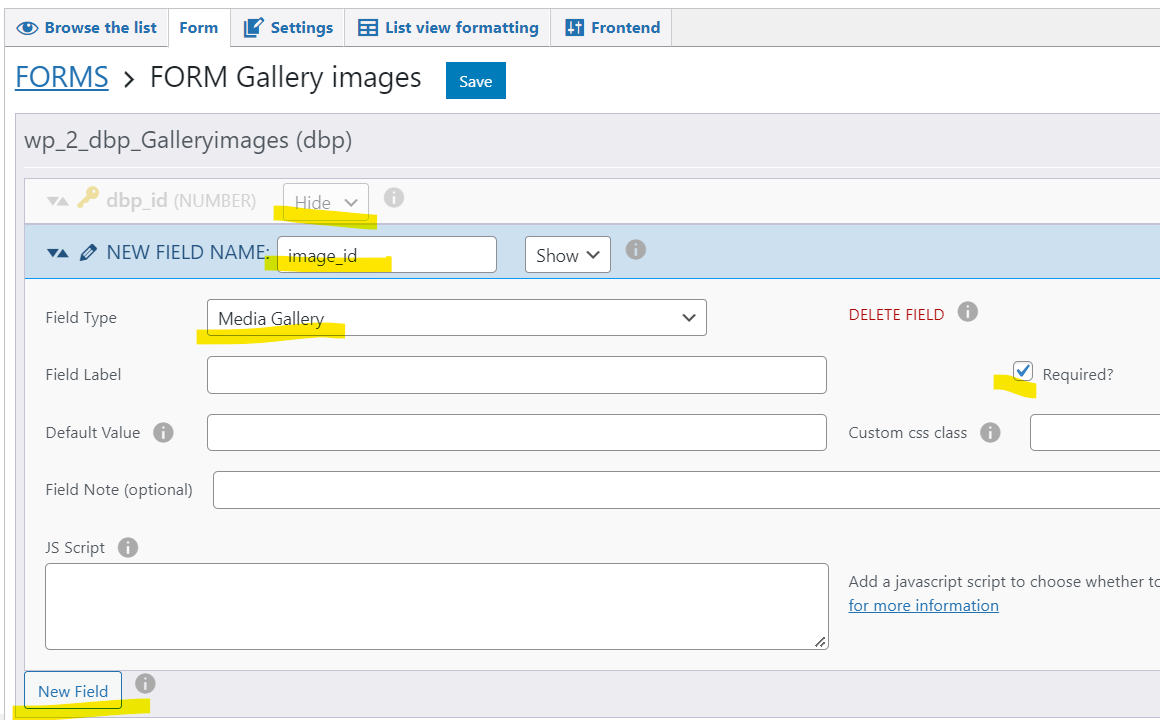 Browse the list Form Settings List view formatting Frontend
FORMS > FORM Gallery images Save
wp_2_dbp_Galleryimages (dbp)
dbp_id (NUMBER) Hide
NEW FIELD NAME: image_id Show
Field Type Media Gallery DELETE FIELD
Field Label Required?
Default Value Custom css class
Field Note (optional)
JS Script
Add a javascript script to choose whether to
for more information
New Field